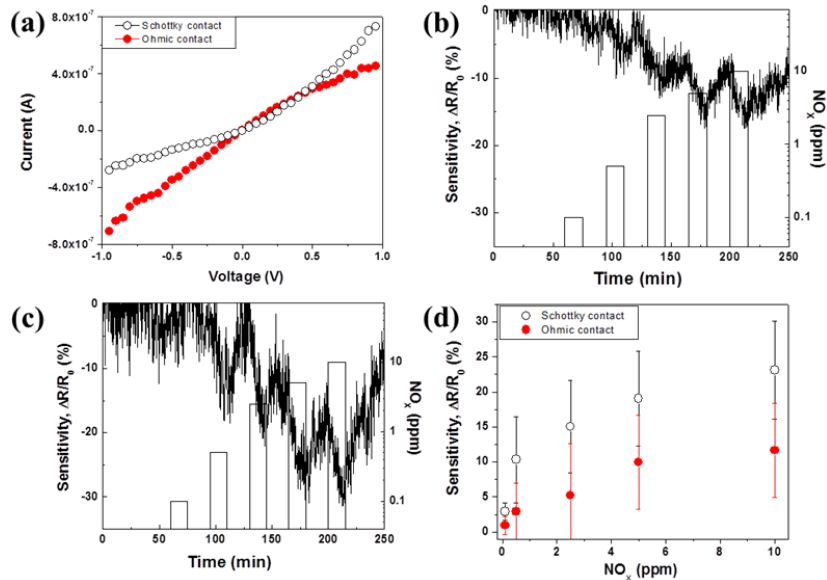 (a)
Schottky contact
Ohmic contact
8.0x10⁻⁷
4.0x10⁻⁷
0.0
-4.0x10⁻⁷
-8.0x10⁻⁷
Current (A)
-1.0 -0.5 0.0 0.5 1.0
Voltage (V)
(b)
0
-10
-20
-30
Sensitivity, ΔR/R₀ (%)
10
1
0.1
NOₓ (ppm)
0 50 100 150 200 250
Time (min)
(c)
0
-10
-20
-30
Sensitivity, ΔR/R₀ (%)
10
1
0.1
NOₓ (ppm)
0 50 100 150 200 250
Time (min)
(d)
Schottky contact
Ohmic contact
30
25
20
15
10
5
0
Sensitivity, ΔR/R₀ (%)
0 2 4 6 8 10
NOₓ (ppm)